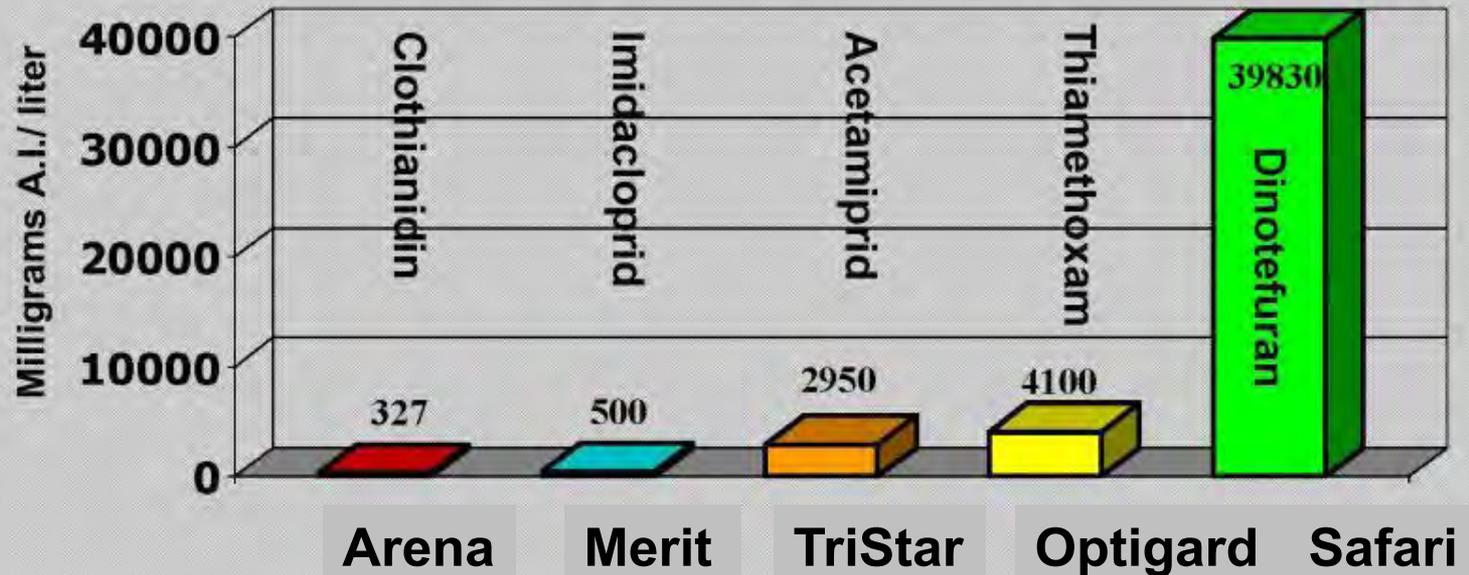 Milligrams A.I./ liter
40000
30000
20000
10000
0
Clothianidin
Imidacloprid
Acetamiprid
Thiamethoxam
Dinotefuran
327
500
2950
4100
39830
Arena
Merit
TriStar
Optigard
Safari